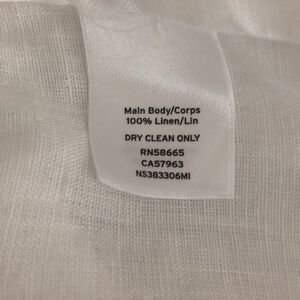 Main Body/Corps
100% Linen/Lin
DRY CLEAN ONLY
RN58665
CA57963
NS383306MI